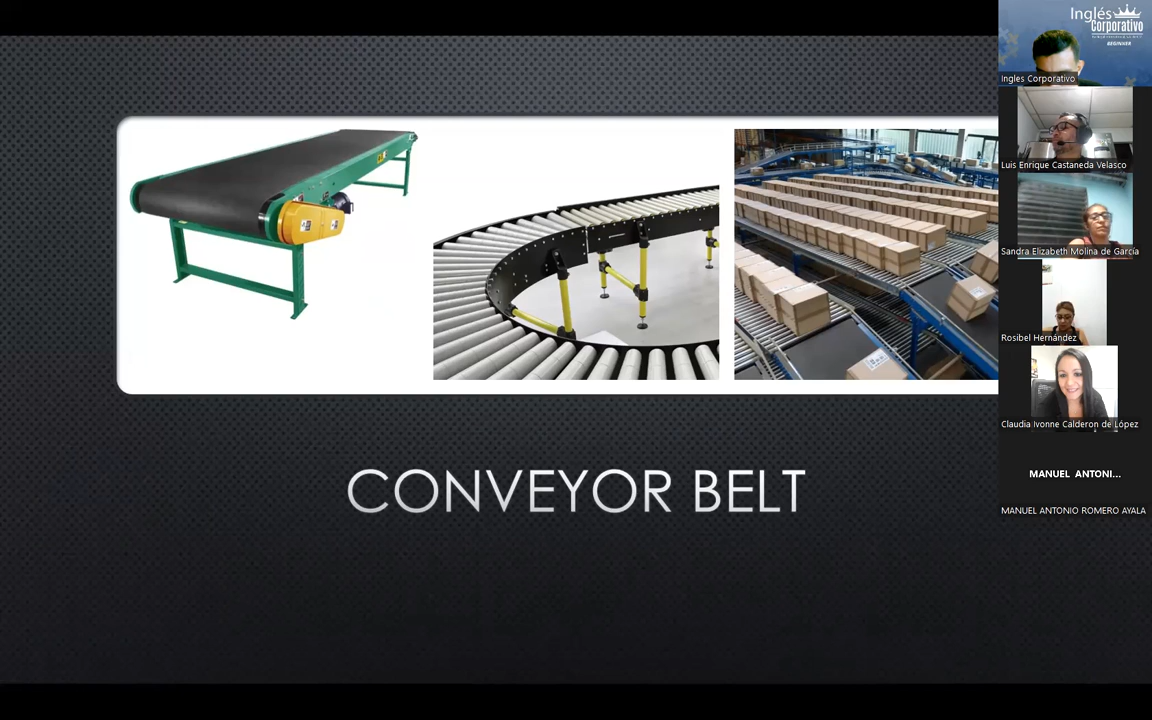 Inglés
Corporativo
BEGINNER
Ingles Corporativo
Luis Enrique Castaneda Velasco
Sandra Elizabeth Molina de García
Rosibel Hernández
Claudia Ivonne Calderon de López
MANUEL ANTONI...
MANUEL ANTONIO ROMERO AYALA
CONVEYOR BELT